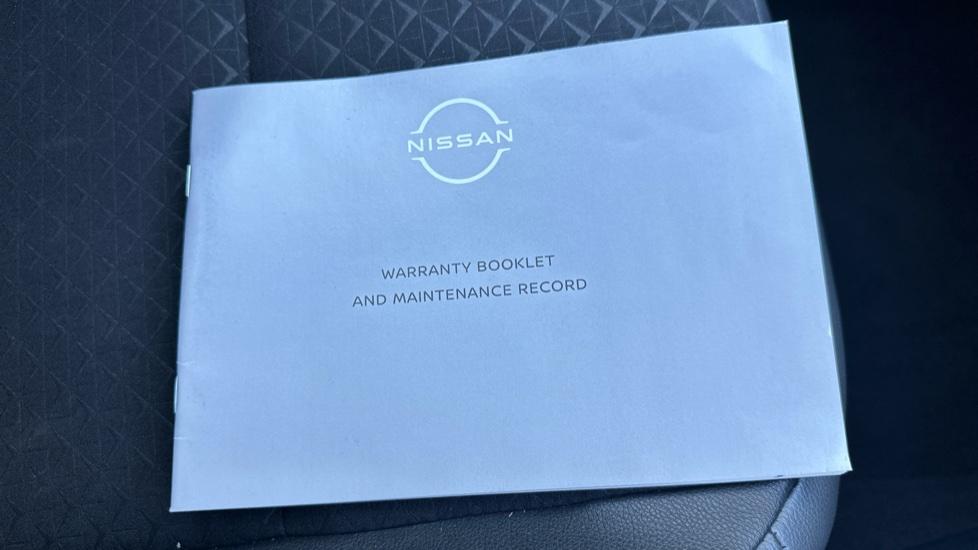 NISSAN
WARRANTY BOOKLET
AND MAINTENANCE RECORD